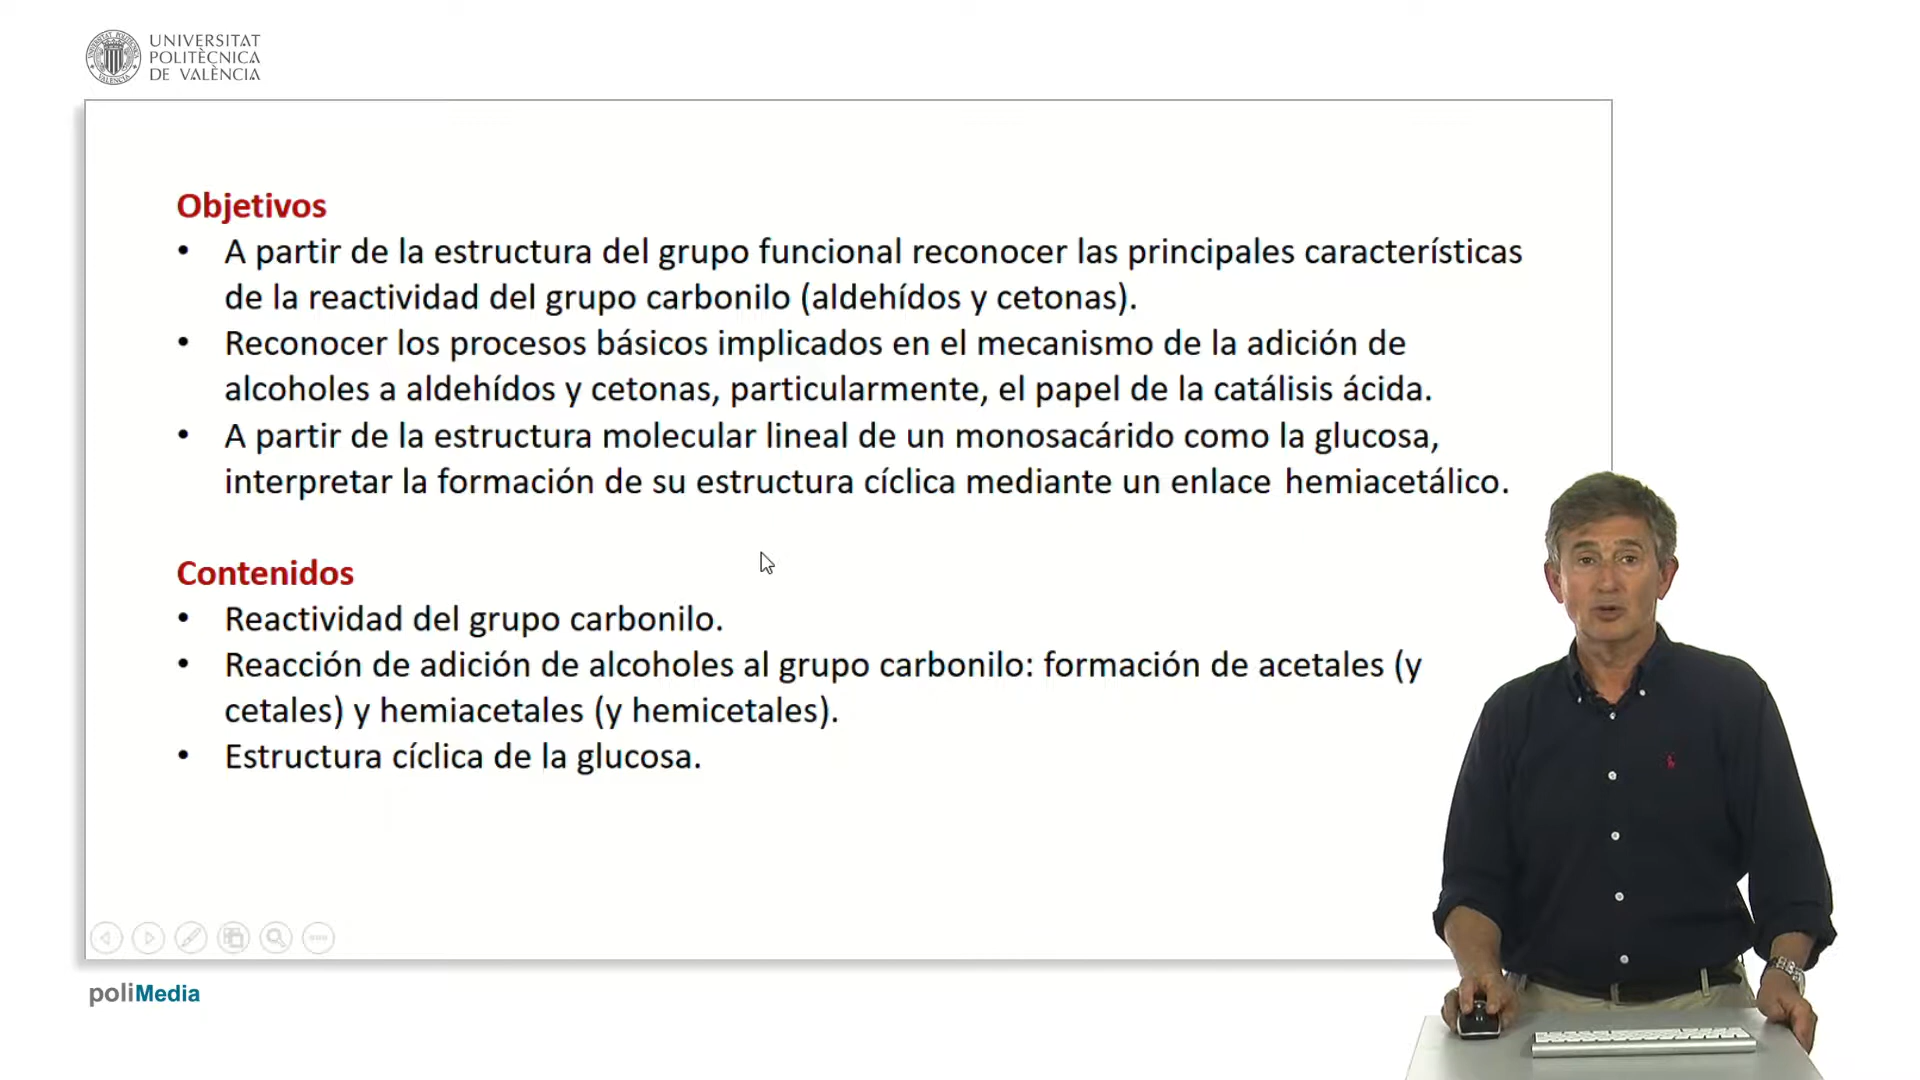 UNIVERSITAT
POLITÈCNICA
DE VALÈNCIA
Objetivos
• A partir de la estructura del grupo funcional reconocer las principales características
de la reactividad del grupo carbonilo (aldehídos y cetonas).
• Reconocer los procesos básicos implicados en el mecanismo de la adición de
alcoholes a aldehídos y cetonas, particularmente, el papel de la catálisis ácida.
• A partir de la estructura molecular lineal de un monosacárido como la glucosa,
interpretar la formación de su estructura cíclica mediante un enlace hemiacetálico.
Contenidos
• Reactividad del grupo carbonilo.
• Reacción de adición de alcoholes al grupo carbonilo: formación de acetales (y
cetales) y hemiacetales (y hemicetales).
• Estructura cíclica de la glucosa.
poliMedia